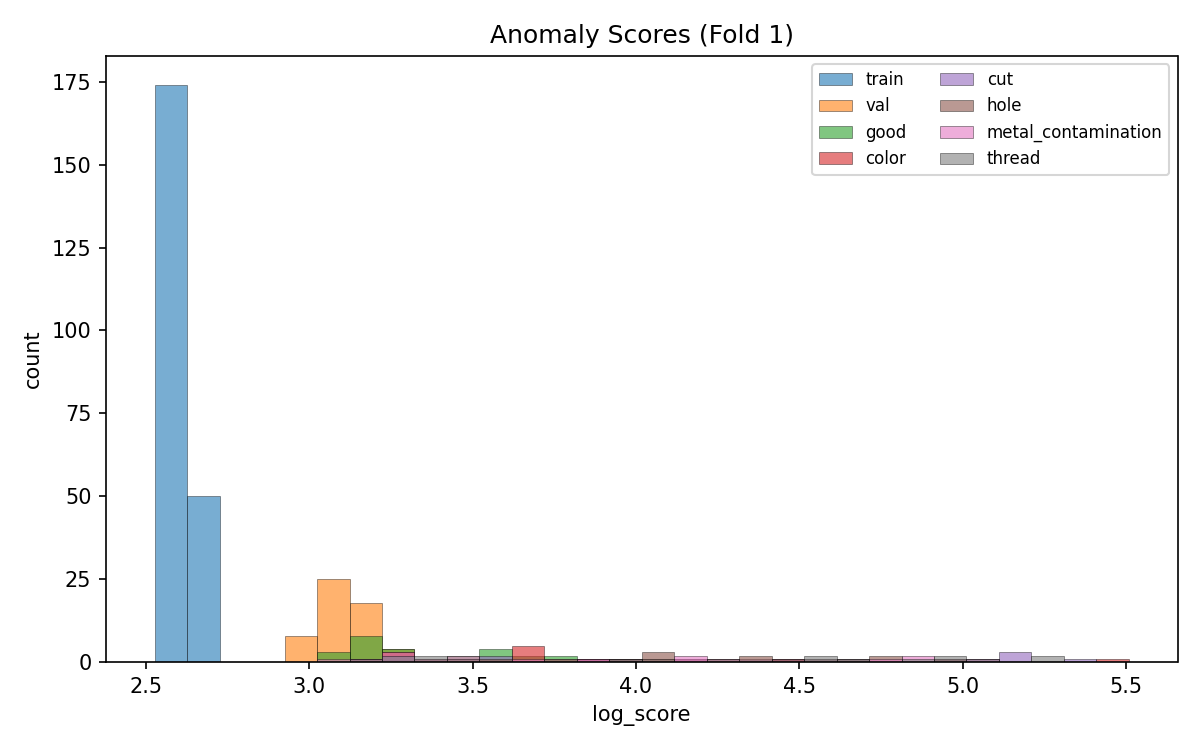 Anomaly Scores (Fold 1)
train
val
good
color
cut
hole
metal_contamination
thread
count
175
150
125
100
75
50
25
0
2.5
3.0
3.5
4.0
4.5
5.0
5.5
log_score